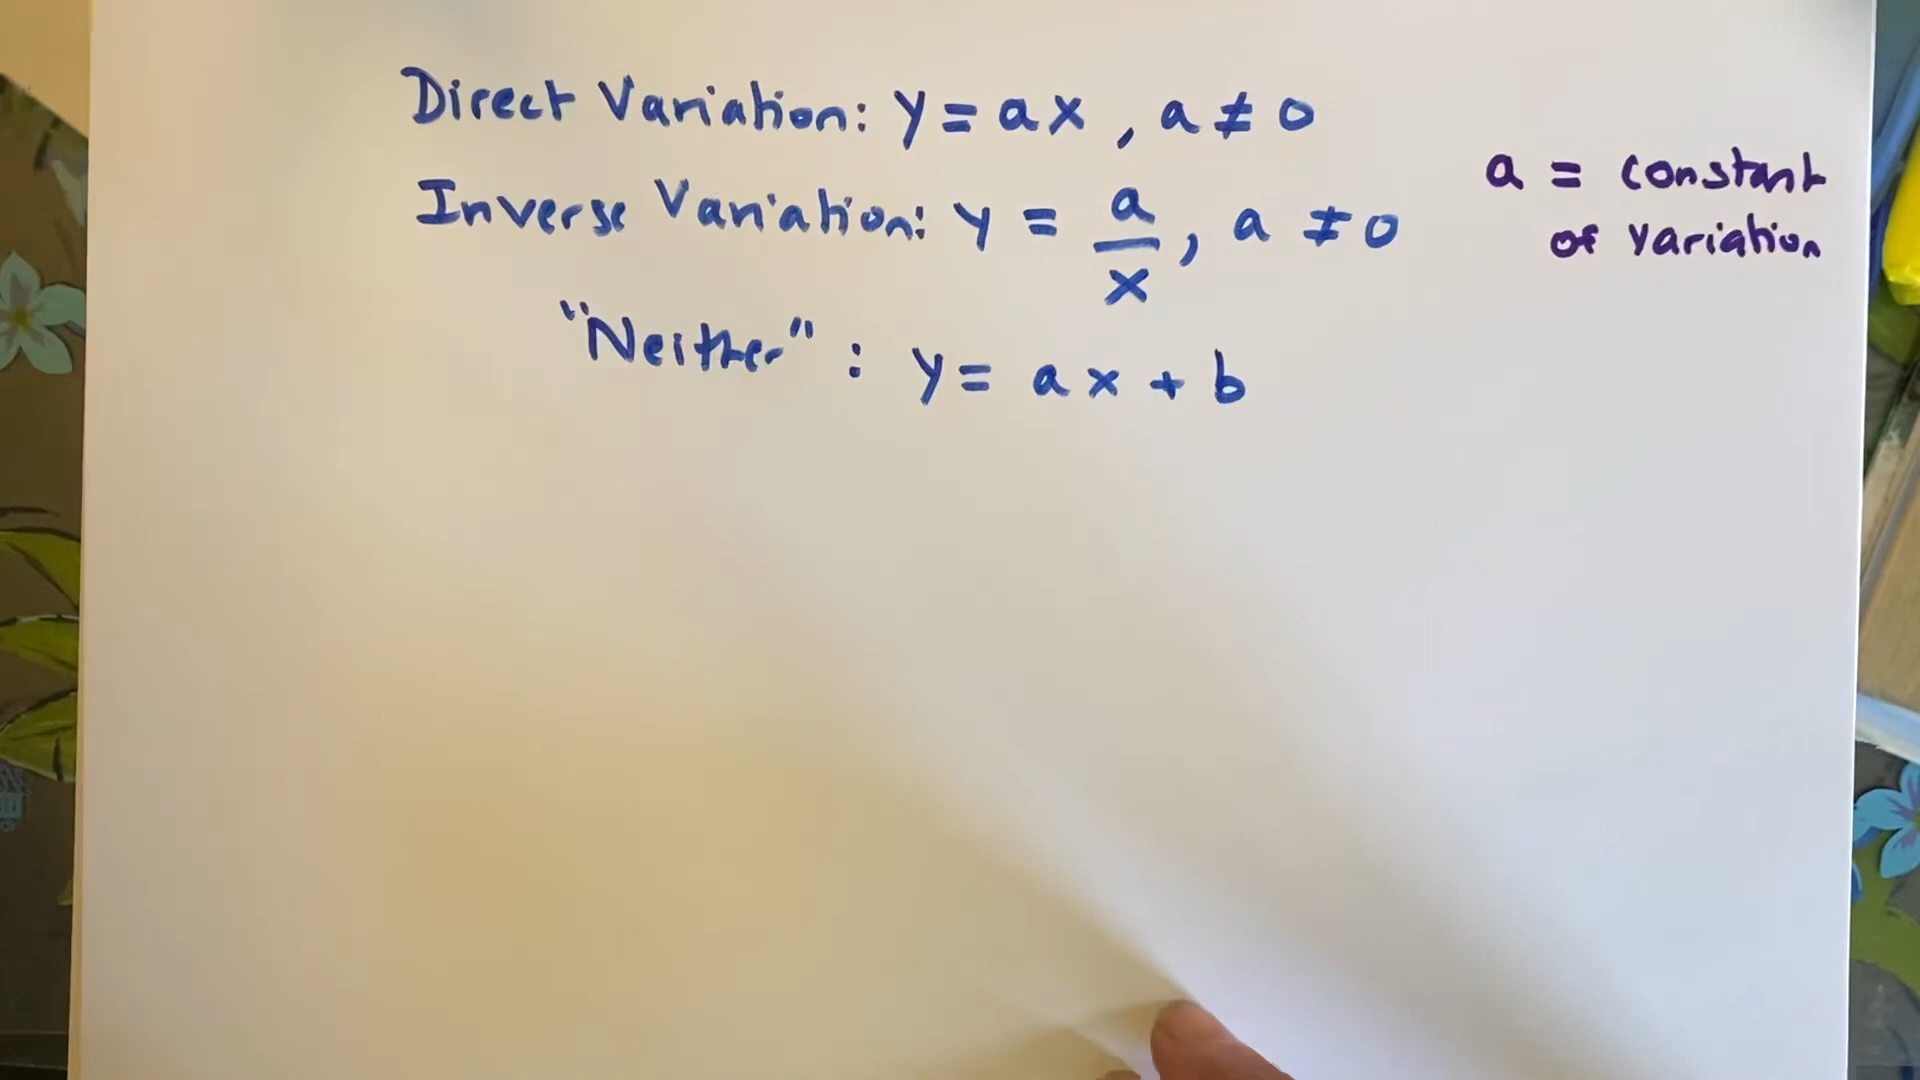 Direct Variation: y = ax, a ≠ 0
Inverse Variation: y = a/x, a ≠ 0
"Neither": y = ax + b
a = constant
of variation